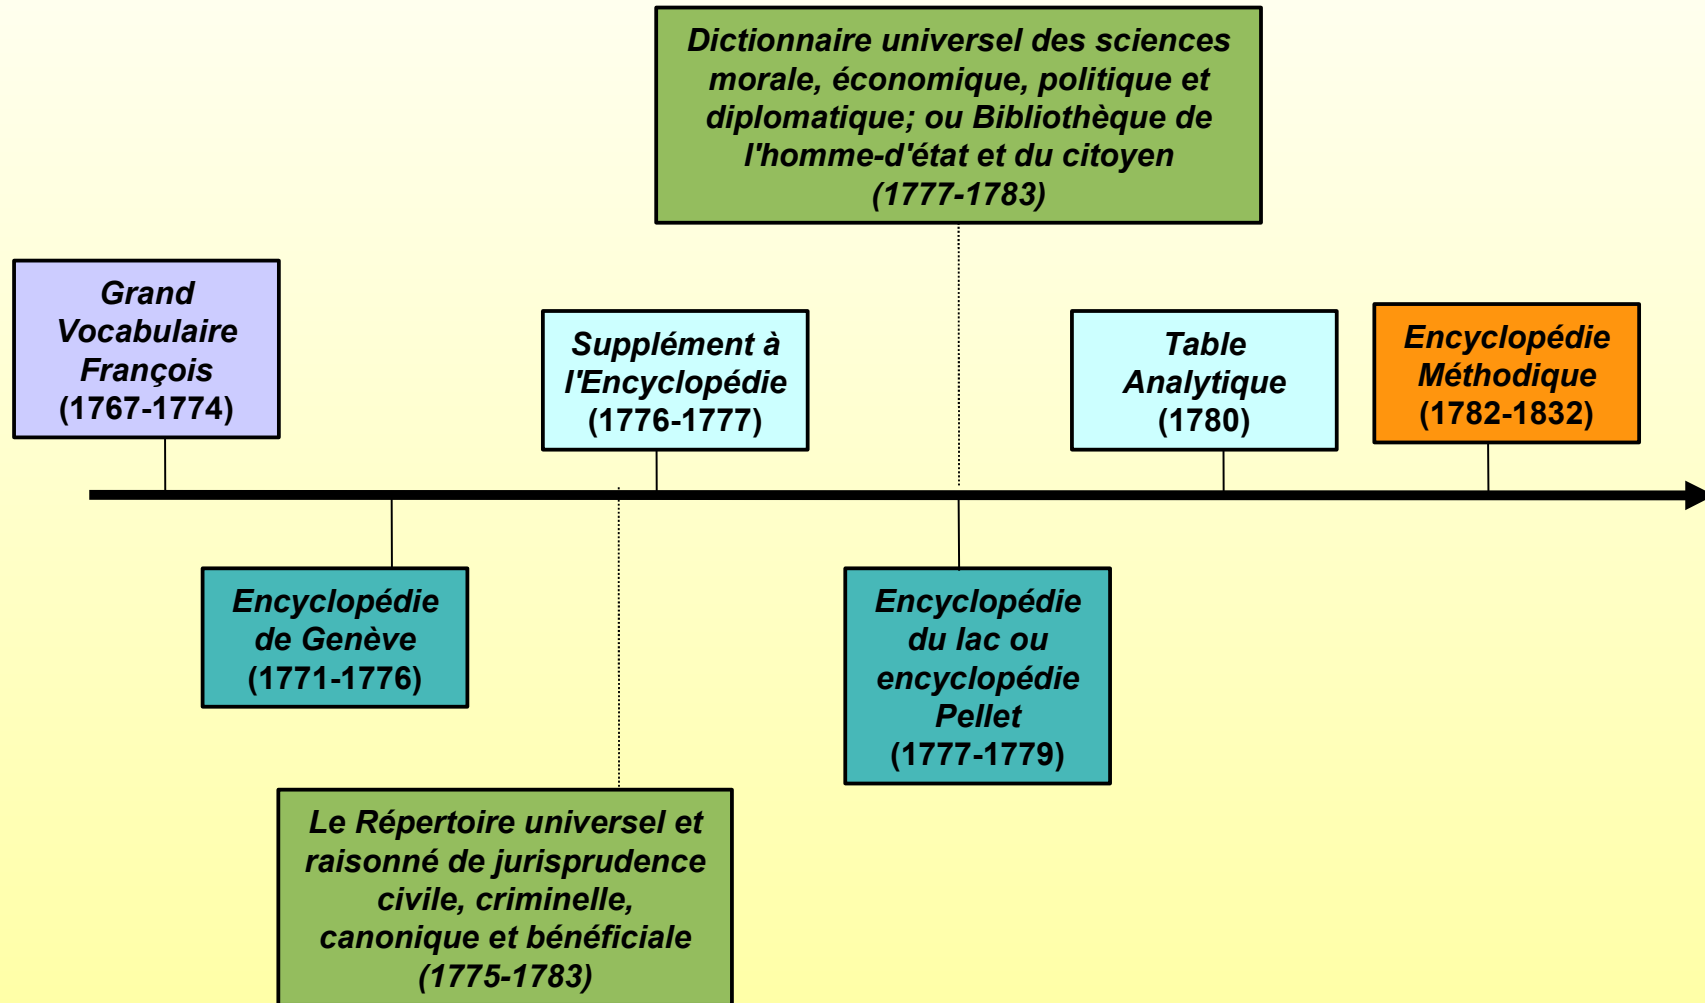 Dictionnaire universel des sciences
morale, économique, politique et
diplomatique; ou Bibliothèque de
l'homme-d'état et du citoyen
(1777-1783)
Grand
Vocabulaire
François
(1767-1774)
Supplément à
l'Encyclopédie
(1776-1777)
Table
Analytique
(1780)
Encyclopédie
Méthodique
(1782-1832)
Encyclopédie
de Genève
(1771-1776)
Encyclopédie
du lac ou
encyclopédie
Pellet
(1777-1779)
Le Répertoire universel et
raisonné de jurisprudence
civile, criminelle,
canonique et bénéficiale
(1775-1783)